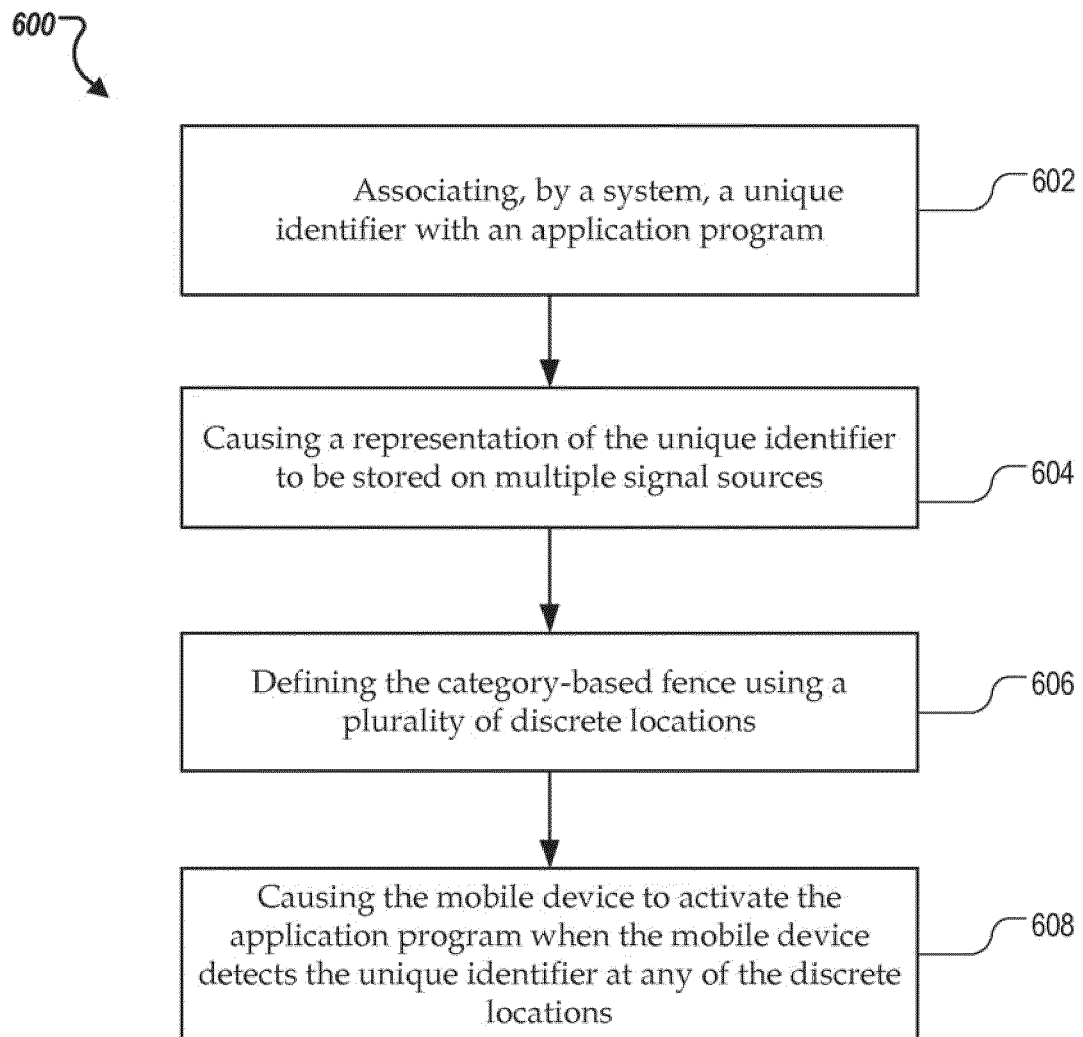 600
Associating, by a system, a unique
identifier with an application program
602
Causing a representation of the unique identifier
to be stored on multiple signal sources
604
Defining the category-based fence using a
plurality of discrete locations
606
Causing the mobile device to activate the
application program when the mobile device
detects the unique identifier at any of the discrete
locations
608